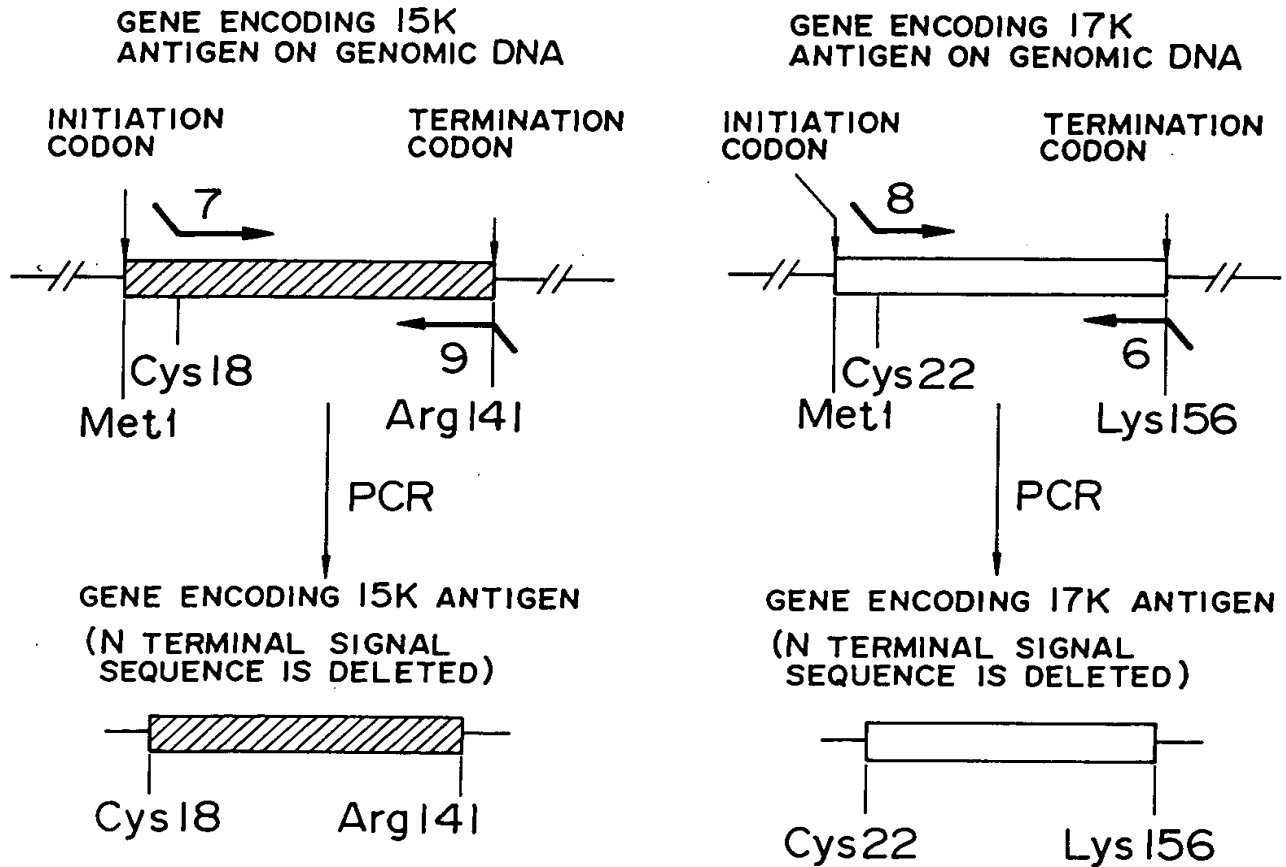 GENE ENCODING 15K
ANTIGEN ON GENOMIC DNA
INITIATION
CODON
TERMINATION
CODON
7
9
Cys18
Met1
Arg141
PCR
GENE ENCODING 15K ANTIGEN
(N TERMINAL SIGNAL
SEQUENCE IS DELETED)
Cys18
Arg141
GENE ENCODING 17K
ANTIGEN ON GENOMIC DNA
INITIATION
CODON
TERMINATION
CODON
8
6
Cys22
Met1
Lys156
PCR
GENE ENCODING 17K ANTIGEN
(N TERMINAL SIGNAL
SEQUENCE IS DELETED)
Cys22
Lys156